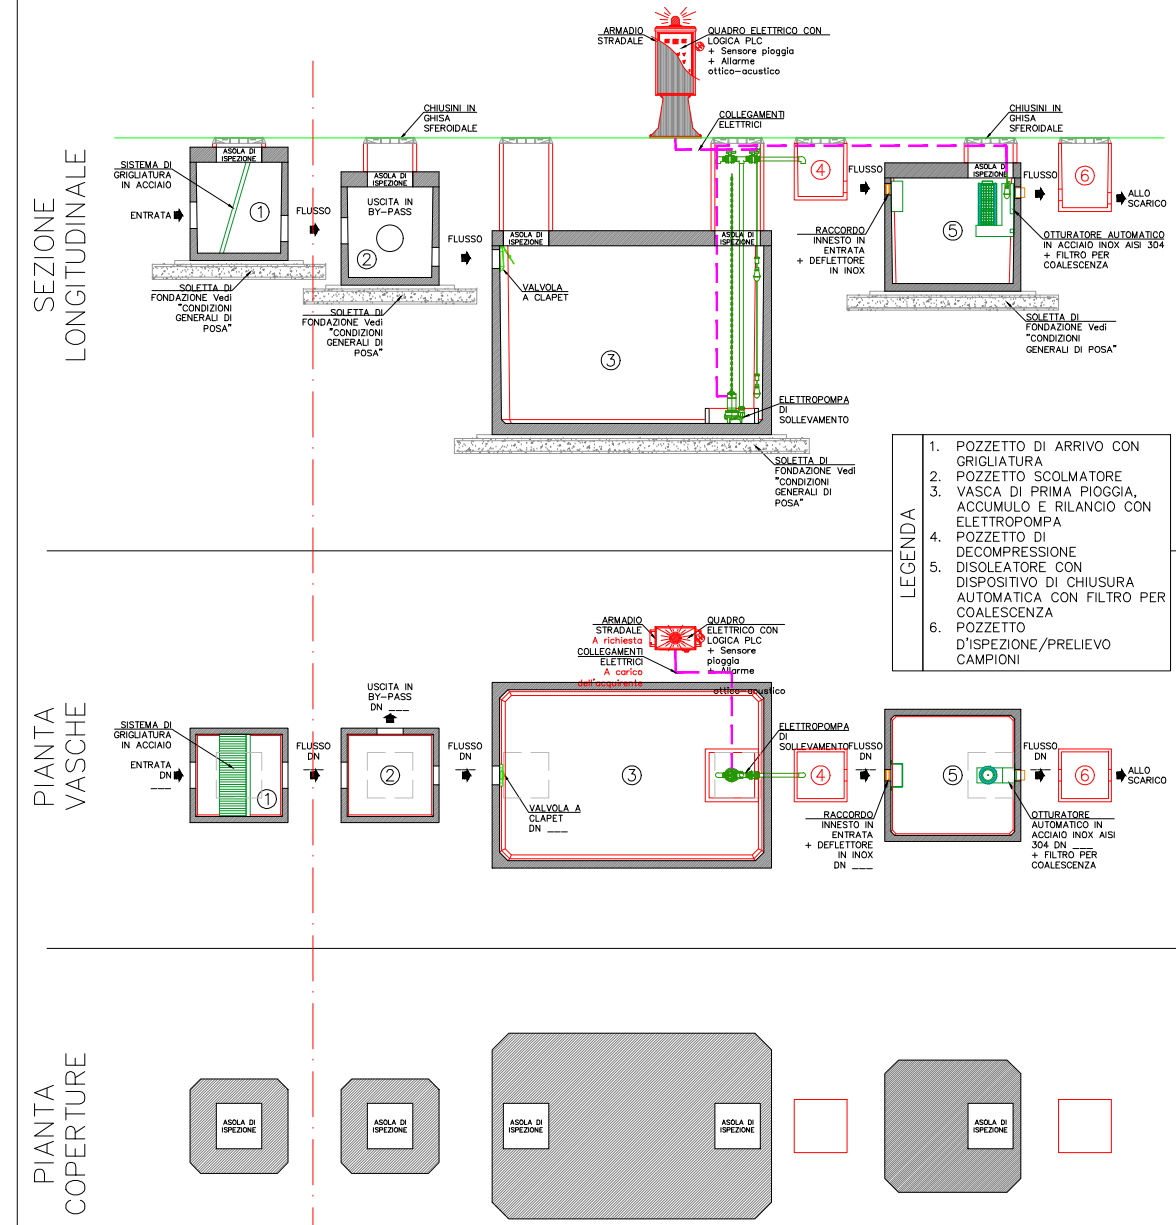 SEZIONE
LONGITUDINALE
ARMADIO
STRADALE
QUADRO ELETTRICO CON
LOGICA PLC
+ Sensore pioggia
+ Allarme
ottico-acustico
COLLEGAMENTI
ELETTRICI
CHIUSINI IN
GHISA
SFEROIDALE
CHIUSINI IN
GHISA
SFEROIDALE
ASOLA DI
ISPEZIONE
ASOLA DI
ISPEZIONE
ASOLA DI
ISPEZIONE
ASOLA DI
ISPEZIONE
ASOLA DI
ISPEZIONE
SISTEMA DI
GRIGLIATURA
IN ACCIAIO
ENTRATA
1
FLUSSO
USCITA IN
BY-PASS
2
FLUSSO
VALVOLA
A CLAPET
3
ELETTROPOMPA
DI
SOLLEVAMENTO
4
FLUSSO
RACCORDO
INNESTO IN
ENTRATA
+ DEFLETTORE
IN INOX
5
FLUSSO
6
ALLO
SCARICO
OTTURATORE AUTOMATICO
IN ACCIAIO INOX AISI 304
+ FILTRO PER
COALESCENZA
SOLETTA DI
FONDAZIONE Vedi
"CONDIZIONI
GENERALI DI
POSA"
SOLETTA DI
FONDAZIONE Vedi
"CONDIZIONI
GENERALI DI
POSA"
SOLETTA DI
FONDAZIONE Vedi
"CONDIZIONI
GENERALI DI
POSA"
SOLETTA DI
FONDAZIONE Vedi
"CONDIZIONI
GENERALI DI POSA"
LEGENDA
1. POZZETTO DI ARRIVO CON
GRIGLIATURA
2. POZZETTO SCOLMATORE
3. VASCA DI PRIMA PIOGGIA,
ACCUMULO E RILANCIO CON
ELETTROPOMPA
4. POZZETTO DI
DECOMPRESSIONE
5. DISOLEATORE CON
DISPOSITIVO DI CHIUSURA
AUTOMATICA CON FILTRO PER
COALESCENZA
6. POZZETTO
D'ISPEZIONE/PRELIEVO
CAMPIONI
PIANTA
VASCHE
ARMADIO
STRADALE
A richiesta
COLLEGAMENTI
ELETTRICI
A carico
dell'acquirente
QUADRO
ELETTRICO CON
LOGICA PLC
+ Sensore
pioggia
+ Allarme
ottico-acustico
SISTEMA DI
GRIGLIATURA
IN ACCIAIO
ENTRATA
DN ___
1
FLUSSO
DN
USCITA IN
BY-PASS
DN ___
2
FLUSSO
DN
VALVOLA A
CLAPET
DN ___
3
ELETTROPOMPA
DI
SOLLEVAMENTO
4
FLUSSO
DN
RACCORDO
INNESTO IN
ENTRATA
+ DEFLETTORE
IN INOX
DN ___
5
FLUSSO
DN
6
ALLO
SCARICO
OTTURATORE
AUTOMATICO IN
ACCIAIO INOX AISI
304 DN ___
+ FILTRO PER
COALESCENZA
PIANTA
COPERTURE
ASOLA DI
ISPEZIONE
ASOLA DI
ISPEZIONE
ASOLA DI
ISPEZIONE
ASOLA DI
ISPEZIONE
ASOLA DI
ISPEZIONE